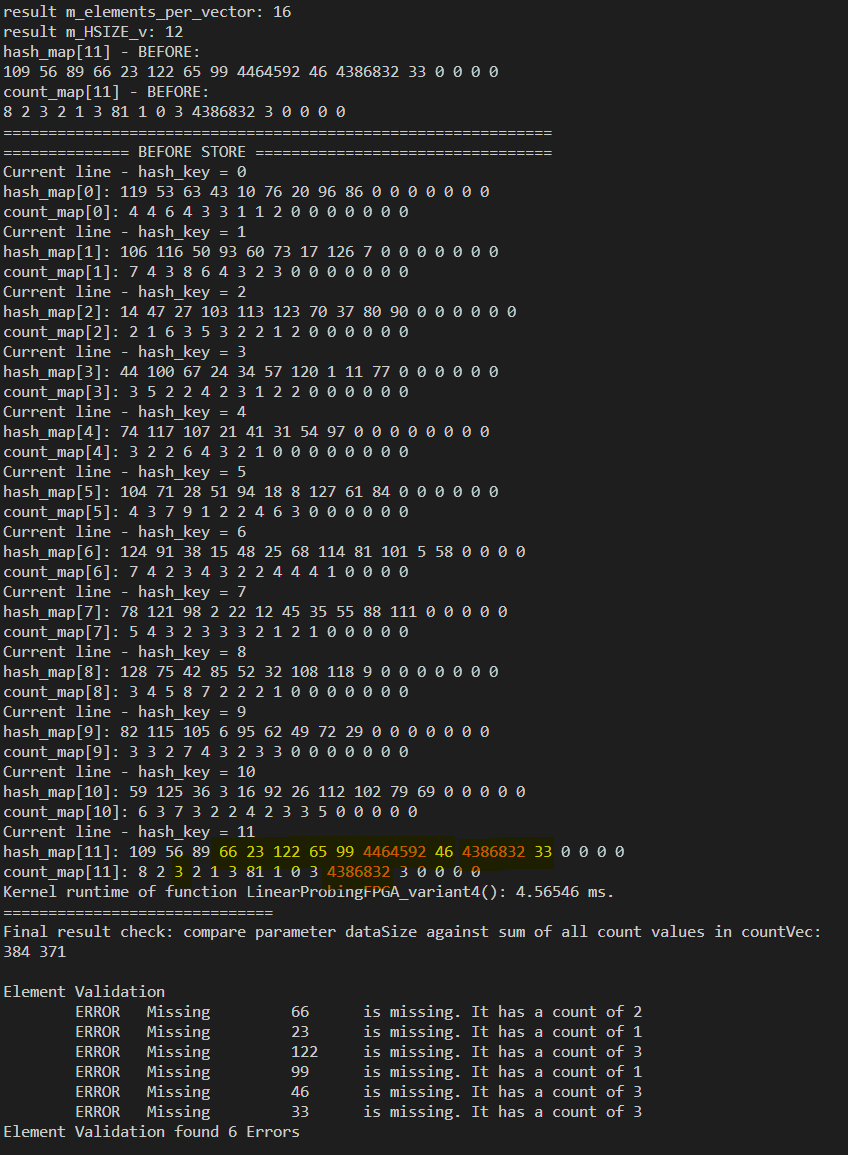 result m_elements_per_vector: 16
result m_HSIZE_v: 12
hash_map[11] - BEFORE:
109 56 89 66 23 122 65 99 4464592 46 4386832 33 0 0 0 0
count_map[11] - BEFORE:
8 2 3 2 1 3 81 1 0 3 4386832 3 0 0 0 0
=============================================================
============== BEFORE STORE =================================
Current line - hash_key = 0
hash_map[0]: 119 53 63 43 10 76 20 96 86 0 0 0 0 0 0 0
count_map[0]: 4 4 6 4 3 3 1 1 2 0 0 0 0 0 0 0
Current line - hash_key = 1
hash_map[1]: 106 116 50 93 60 73 17 126 7 0 0 0 0 0 0 0
count_map[1]: 7 4 3 8 6 4 3 2 3 0 0 0 0 0 0 0
Current line - hash_key = 2
hash_map[2]: 14 47 27 103 113 123 70 37 80 90 0 0 0 0 0 0
count_map[2]: 2 1 6 3 5 3 2 2 1 2 0 0 0 0 0 0
Current line - hash_key = 3
hash_map[3]: 44 100 67 24 34 57 120 1 11 77 0 0 0 0 0 0
count_map[3]: 3 5 2 2 4 2 3 1 2 2 0 0 0 0 0 0
Current line - hash_key = 4
hash_map[4]: 74 117 107 21 41 31 54 97 0 0 0 0 0 0 0 0
count_map[4]: 3 2 2 6 4 3 2 1 0 0 0 0 0 0 0 0
Current line - hash_key = 5
hash_map[5]: 104 71 28 51 94 18 8 127 61 84 0 0 0 0 0 0
count_map[5]: 4 3 7 9 1 2 2 4 6 3 0 0 0 0 0 0
Current line - hash_key = 6
hash_map[6]: 124 91 38 15 48 25 68 114 81 101 5 58 0 0 0 0
count_map[6]: 7 4 2 3 4 3 2 2 4 4 4 1 0 0 0 0
Current line - hash_key = 7
hash_map[7]: 78 121 98 2 22 12 45 35 55 88 111 0 0 0 0 0
count_map[7]: 5 4 3 2 3 3 3 2 1 2 1 0 0 0 0 0
Current line - hash_key = 8
hash_map[8]: 128 75 42 85 52 32 108 118 9 0 0 0 0 0 0 0
count_map[8]: 3 4 5 8 7 2 2 2 1 0 0 0 0 0 0 0
Current line - hash_key = 9
hash_map[9]: 82 115 105 6 95 62 49 72 29 0 0 0 0 0 0 0
count_map[9]: 3 3 2 7 4 3 2 3 3 0 0 0 0 0 0 0
Current line - hash_key = 10
hash_map[10]: 59 125 36 3 16 92 26 112 102 79 69 0 0 0 0 0
count_map[10]: 6 3 7 3 2 2 4 2 3 3 5 0 0 0 0 0
Current line - hash_key = 11
hash_map[11]: 109 56 89 66 23 122 65 99 4464592 46 4386832 33 0 0 0 0
count_map[11]: 8 2 3 2 1 3 81 1 0 3 4386832 3 0 0 0 0
Kernel runtime of function LinearProbingFPGA_variant4(): 4.56546 ms.
==============================
Final result check: compare parameter dataSize against sum of all count values in countVec:
384 371
Element Validation
ERROR Missing 66 is missing. It has a count of 2
ERROR Missing 23 is missing. It has a count of 1
ERROR Missing 122 is missing. It has a count of 3
ERROR Missing 99 is missing. It has a count of 1
ERROR Missing 46 is missing. It has a count of 3
ERROR Missing 33 is missing. It has a count of 3
Element Validation found 6 Errors